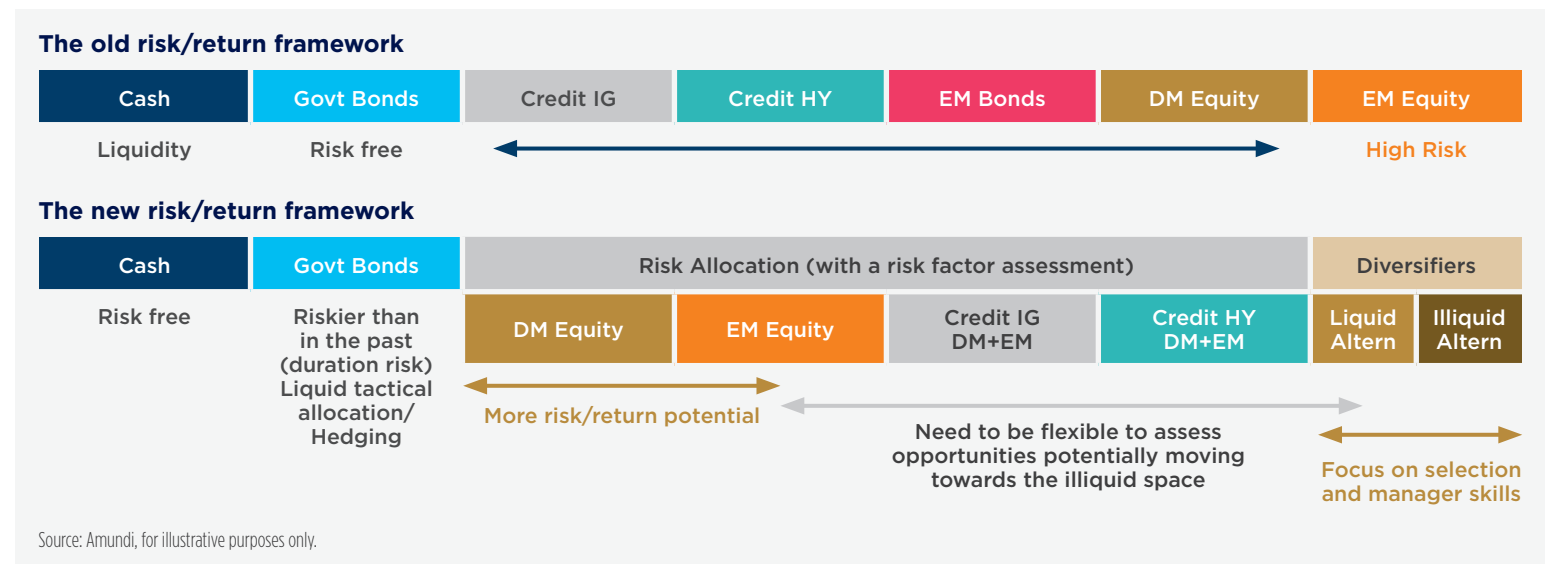 The old risk/return framework
Cash
Govt Bonds
Credit IG
Credit HY
EM Bonds
DM Equity
EM Equity
Liquidity
Risk free
High Risk
The new risk/return framework
Cash
Govt Bonds
Risk Allocation (with a risk factor assessment)
Diversifiers
Risk free
Riskier than
in the past
(duration risk)
Liquid tactical
allocation/
Hedging
DM Equity
EM Equity
Credit IG
DM+EM
Credit HY
DM+EM
Liquid
Altern
Illiquid
Altern
More risk/return potential
Need to be flexible to assess
opportunities potentially moving
towards the illiquid space
Focus on selection
and manager skills
Source: Amundi, for illustrative purposes only.